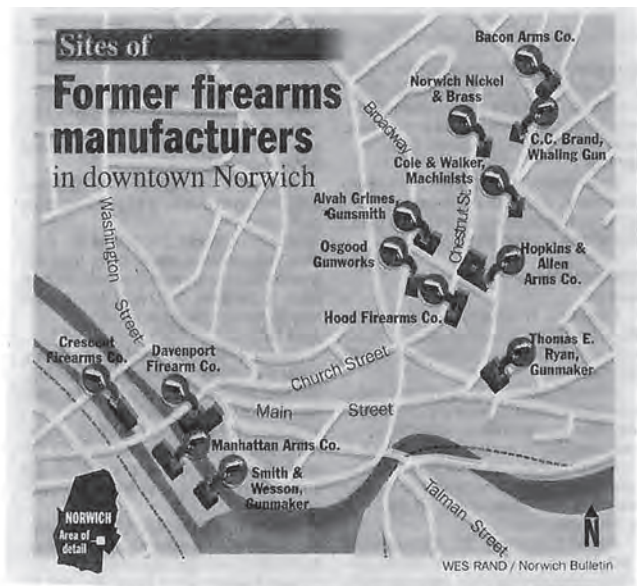 Sites of
Former firearms
manufacturers
in downtown Norwich
Bacon Arms Co.
Norwich Nickel
& Brass
C.C. Brand,
Whaling Gun
Broadway
Cole & Walker,
Machinists
Alvah Grimes,
Gunsmith
Chestnut St.
Washington
Street
Osgood
Gunworks
Hopkins &
Allen
Arms Co.
Hood Firearms Co.
Crescent
Firearms Co.
Davenport
Firearm Co.
Church Street
Thomas E.
Ryan,
Gunmaker
Main Street
Manhattan Arms Co.
Smith &
Wesson,
Gunmaker
Talman Street
NORWICH
Area of
detail
N
WES RAND / Norwich Bulletin